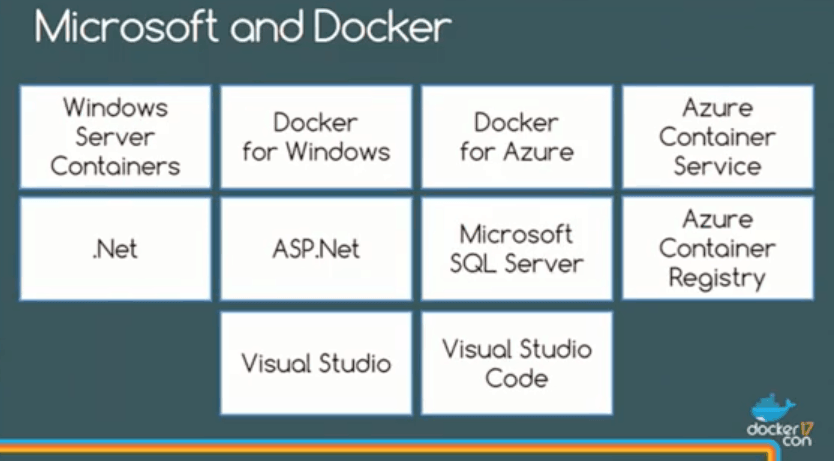 Microsoft and Docker
Windows
Server
Containers
Docker
for Windows
Docker
for Azure
Azure
Container
Service
.Net
ASP.Net
Microsoft
SQL Server
Azure
Container
Registry
Visual Studio
Visual Studio
Code
docker 17
con